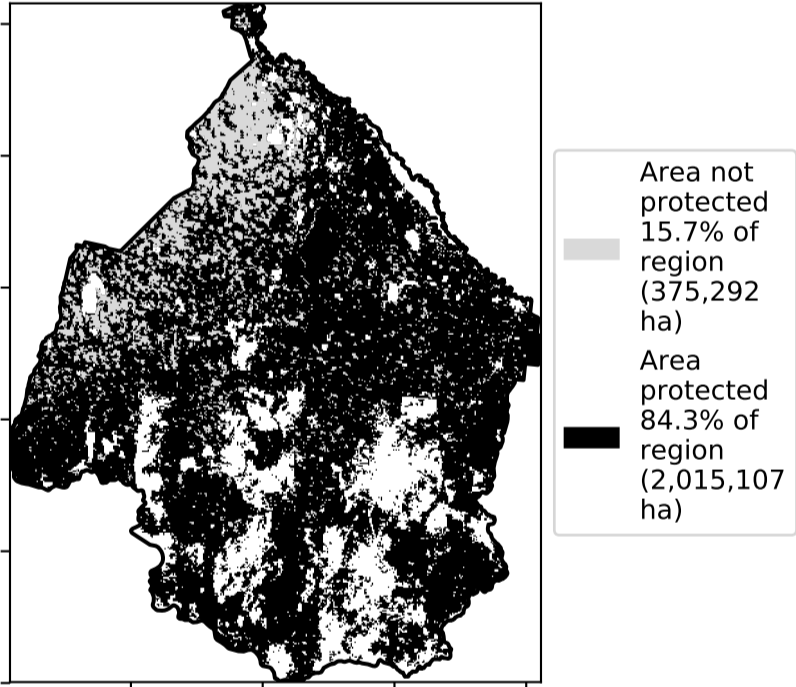 Area not
protected
15.7% of
region
(375,292
ha)
Area
protected
84.3% of
region
(2,015,107
ha)